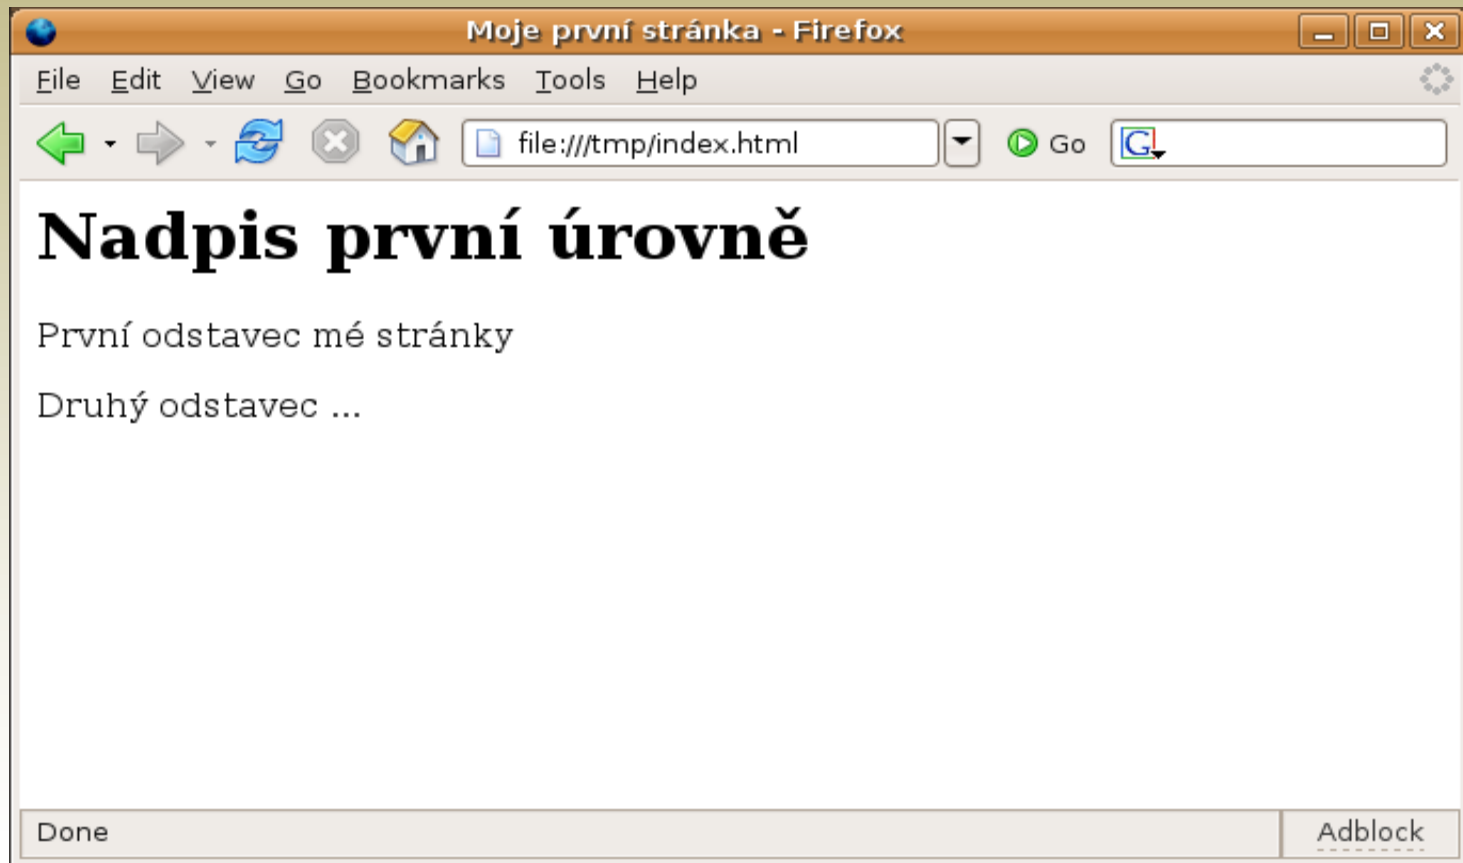 Moje první stránka - Firefox
File Edit View Go Bookmarks Tools Help
file:///tmp/index.html Go G
Nadpis první úrovně
První odstavec mé stránky
Druhý odstavec ...
Done Adblock